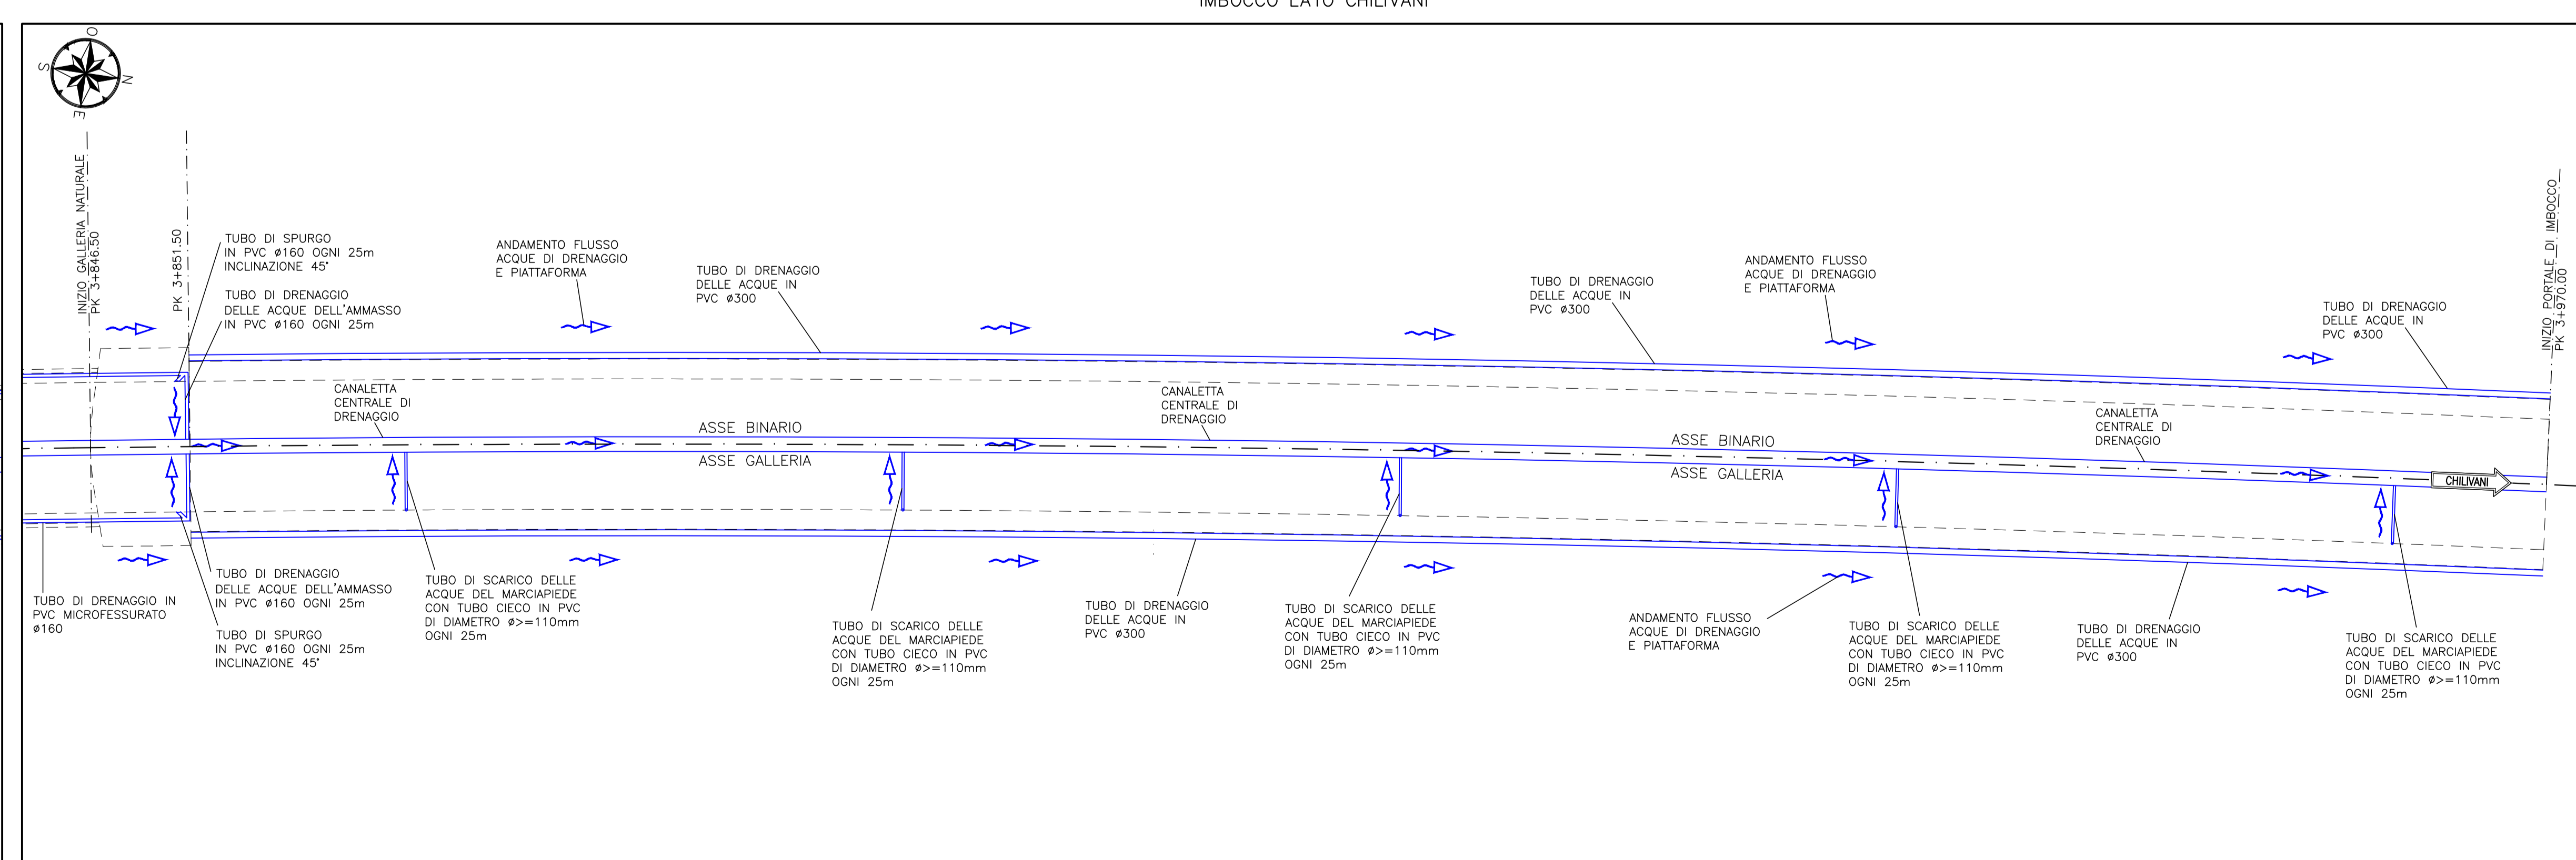 IMBOCCO LATO CHILIVANI
O
S
N
E
INIZIO GALLERIA NATURALE
PK 3+846.50
PK 3+851.50
TUBO DI SPURGO
IN PVC ø160 OGNI 25m
INCLINAZIONE 45°
TUBO DI DRENAGGIO
DELLE ACQUE DELL'AMMASSO
IN PVC ø160 OGNI 25m
ANDAMENTO FLUSSO
ACQUE DI DRENAGGIO
E PIATTAFORMA
TUBO DI DRENAGGIO
DELLE ACQUE IN
PVC ø300
TUBO DI DRENAGGIO
DELLE ACQUE IN
PVC ø300
ANDAMENTO FLUSSO
ACQUE DI DRENAGGIO
E PIATTAFORMA
TUBO DI DRENAGGIO
DELLE ACQUE IN
PVC ø300
INIZIO PORTALE DI IMBOCCO
PK 3+970.00
CANALETTA
CENTRALE DI
DRENAGGIO
ASSE BINARIO
ASSE GALLERIA
CANALETTA
CENTRALE DI
DRENAGGIO
ASSE BINARIO
ASSE GALLERIA
CANALETTA
CENTRALE DI
DRENAGGIO
CHILIVANI
TUBO DI DRENAGGIO IN
PVC MICROFESSURATO
ø160
TUBO DI DRENAGGIO
DELLE ACQUE DELL'AMMASSO
IN PVC ø160 OGNI 25m
TUBO DI SPURGO
IN PVC ø160 OGNI 25m
INCLINAZIONE 45°
TUBO DI SCARICO DELLE
ACQUE DEL MARCIAPIEDE
CON TUBO CIECO IN PVC
DI DIAMETRO ø>=110mm
OGNI 25m
TUBO DI SCARICO DELLE
ACQUE DEL MARCIAPIEDE
CON TUBO CIECO IN PVC
DI DIAMETRO ø>=110mm
OGNI 25m
TUBO DI DRENAGGIO
DELLE ACQUE IN
PVC ø300
TUBO DI SCARICO DELLE
ACQUE DEL MARCIAPIEDE
CON TUBO CIECO IN PVC
DI DIAMETRO ø>=110mm
OGNI 25m
ANDAMENTO FLUSSO
ACQUE DI DRENAGGIO
E PIATTAFORMA
TUBO DI SCARICO DELLE
ACQUE DEL MARCIAPIEDE
CON TUBO CIECO IN PVC
DI DIAMETRO ø>=110mm
OGNI 25m
TUBO DI DRENAGGIO
DELLE ACQUE IN
PVC ø300
TUBO DI SCARICO DELLE
ACQUE DEL MARCIAPIEDE
CON TUBO CIECO IN PVC
DI DIAMETRO ø>=110mm
OGNI 25m